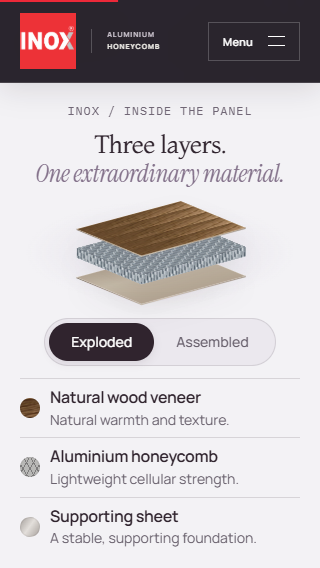 INOX®
ALUMINIUM
HONEYCOMB
Menu
INOX / INSIDE THE PANEL
Three layers.
One extraordinary material.
Exploded
Assembled
Natural wood veneer
Natural warmth and texture.
Aluminium honeycomb
Lightweight cellular strength.
Supporting sheet
A stable, supporting foundation.